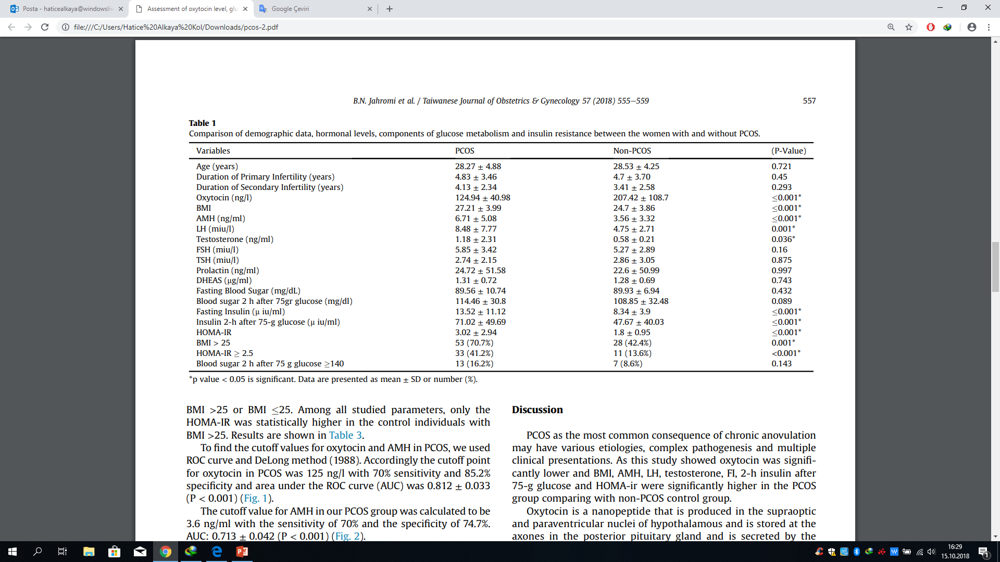 Posta - haticealkaya@windowsliv
Assessment of oxytocin level, glu
Google Çeviri
file:///C:/Users/Hatice%20Alkaya%20Kol/Downloads/pcos-2.pdf
B.N. Jahromi et al. / Taiwanese Journal of Obstetrics & Gynecology 57 (2018) 555–559 557
Table 1
Comparison of demographic data, hormonal levels, components of glucose metabolism and insulin resistance between the women with and without PCOS.
Variables PCOS Non-PCOS (P-Value)
Age (years) 28.27 ± 4.88 28.53 ± 4.25 0.721
Duration of Primary Infertility (years) 4.83 ± 3.46 4.7 ± 3.70 0.45
Duration of Secondary Infertility (years) 4.13 ± 2.34 3.41 ± 2.58 0.293
Oxytocin (ng/l) 124.94 ± 40.98 207.42 ± 108.7 ≤0.001*
BMI 27.21 ± 3.99 24.7 ± 3.86 ≤0.001*
AMH (ng/ml) 6.71 ± 5.08 3.56 ± 3.32 ≤0.001*
LH (miu/l) 8.48 ± 7.77 4.75 ± 2.71 0.001*
Testosterone (ng/ml) 1.18 ± 2.31 0.58 ± 0.21 0.036*
FSH (miu/l) 5.85 ± 3.42 5.27 ± 2.89 0.16
TSH (miu/l) 2.74 ± 2.15 2.86 ± 3.05 0.875
Prolactin (ng/ml) 24.72 ± 51.58 22.6 ± 50.99 0.997
DHEAS (μg/ml) 1.31 ± 0.72 1.28 ± 0.69 0.743
Fasting Blood Sugar (mg/dL) 89.56 ± 10.74 89.93 ± 6.94 0.432
Blood sugar 2 h after 75gr glucose (mg/dl) 114.46 ± 30.8 108.85 ± 32.48 0.089
Fasting Insulin (μ iu/ml) 13.52 ± 11.12 8.34 ± 3.9 ≤0.001*
Insulin 2-h after 75-g glucose (μ iu/ml) 71.02 ± 49.69 47.67 ± 40.03 ≤0.001*
HOMA-IR 3.02 ± 2.94 1.8 ± 0.95 ≤0.001*
BMI > 25 53 (70.7%) 28 (42.4%) 0.001*
HOMA-IR ≥ 2.5 33 (41.2%) 11 (13.6%) <0.001*
Blood sugar 2 h after 75 g glucose ≥140 13 (16.2%) 7 (8.6%) 0.143
*p value < 0.05 is significant. Data are presented as mean ± SD or number (%).
BMI >25 or BMI ≤25. Among all studied parameters, only the
HOMA-IR was statistically higher in the control individuals with
BMI >25. Results are shown in Table 3.
To find the cutoff values for oxytocin and AMH in PCOS, we used
ROC curve and DeLong method (1988). Accordingly the cutoff point
for oxytocin in PCOS was 125 ng/l with 70% sensitivity and 85.2%
specificity and area under the ROC curve (AUC) was 0.812 ± 0.033
(P < 0.001) (Fig. 1).
The cutoff value for AMH in our PCOS group was calculated to be
3.6 ng/ml with the sensitivity of 70% and the specificity of 74.7%.
AUC: 0.713 ± 0.042 (P < 0.001) (Fig. 2).
Discussion
PCOS as the most common consequence of chronic anovulation
may have various etiologies, complex pathogenesis and multiple
clinical presentations. As this study showed oxytocin was signifi-
cantly lower and BMI, AMH, LH, testosterone, FI, 2-h insulin after
75-g glucose and HOMA-ir were significantly higher in the PCOS
group comparing with non-PCOS control group.
Oxytocin is a nanopeptide that is produced in the supraoptic
and paraventricular nuclei of hypothalamous and is stored at the
axones in the posterior pituitary gland and is secreted by the
16:29
15.10.2018
1